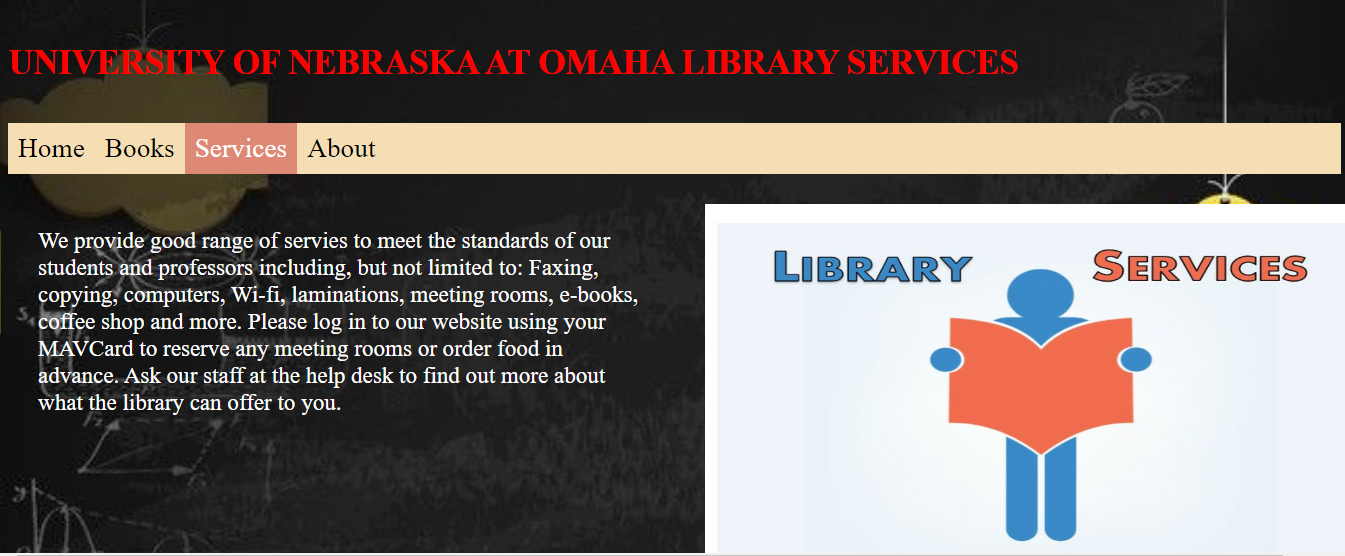 UNIVERSITY OF NEBRASKA AT OMAHA LIBRARY SERVICES
Home Books Services About
We provide good range of servies to meet the standards of our
students and professors including, but not limited to: Faxing,
copying, computers, Wi-fi, laminations, meeting rooms, e-books,
coffee shop and more. Please log in to our website using your
MAVCard to reserve any meeting rooms or order food in
advance. Ask our staff at the help desk to find out more about
what the library can offer to you.
LIBRARY SERVICES